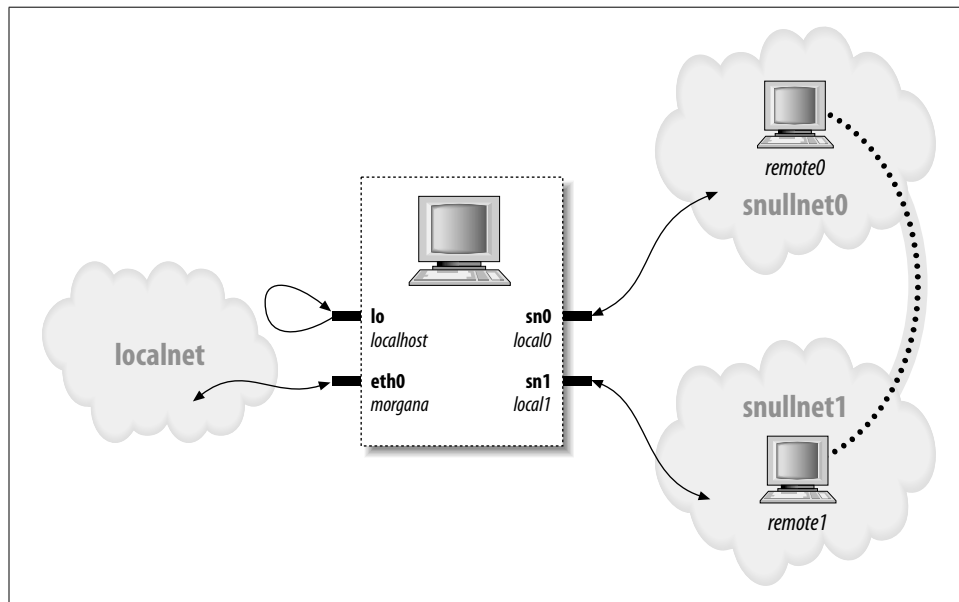 remote0
snullnet0
localnet
lo
localhost
eth0
morgana
sn0
local0
sn1
local1
snullnet1
remote1